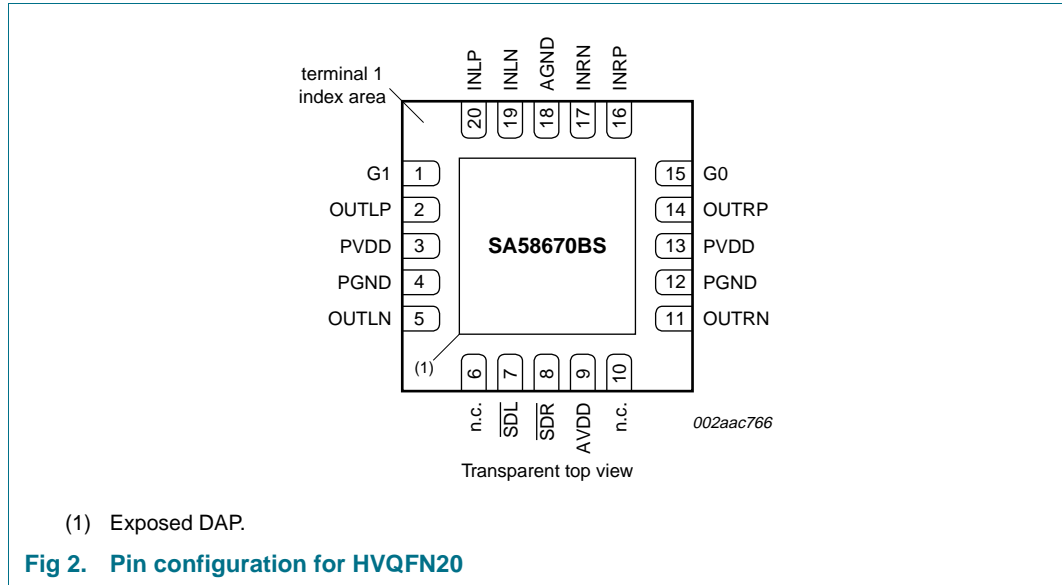 INLP INLN AGND INRN INRP
terminal 1
index area
20 19 18 17 16
G1 1 15 G0
OUTLP 2 14 OUTRP
PVDD 3 SA58670BS 13 PVDD
PGND 4 12 PGND
OUTLN 5 11 OUTRN
(1)
6 7 8 9 10
n.c. SDL SDR AVDD n.c.
002aac766
Transparent top view
(1) Exposed DAP.
Fig 2. Pin configuration for HVQFN20